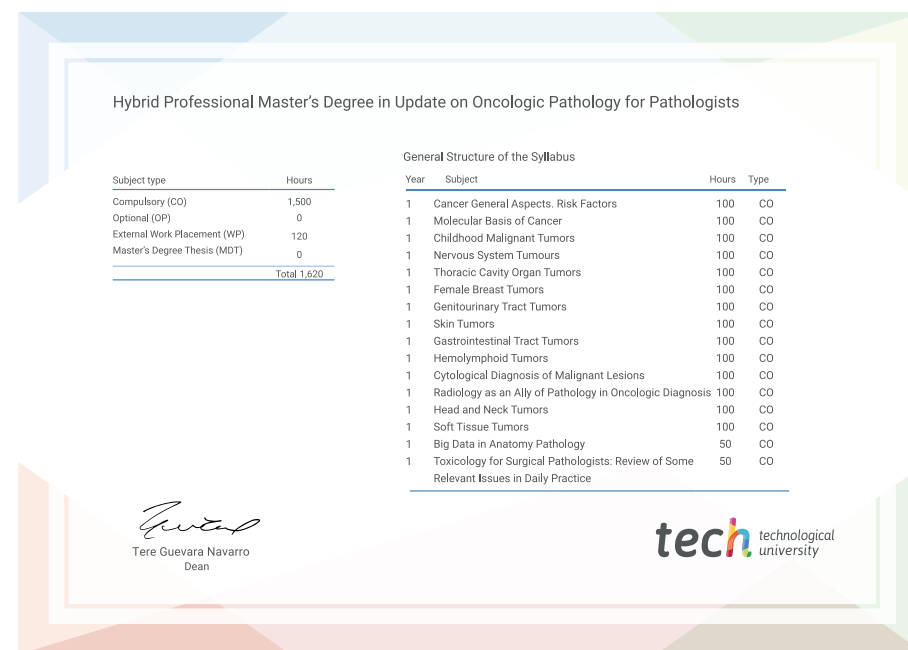 Hybrid Professional Master's Degree in Update on Oncologic Pathology for Pathologists
Subject type Hours
Compulsory (CO) 1,500
Optional (OP) 0
External Work Placement (WP) 120
Master's Degree Thesis (MDT) 0
Total 1,620
General Structure of the Syllabus
Year Subject Hours Type
1 Cancer General Aspects. Risk Factors 100 CO
1 Molecular Basis of Cancer 100 CO
1 Childhood Malignant Tumors 100 CO
1 Nervous System Tumours 100 CO
1 Thoracic Cavity Organ Tumors 100 CO
1 Female Breast Tumors 100 CO
1 Genitourinary Tract Tumors 100 CO
1 Skin Tumors 100 CO
1 Gastrointestinal Tract Tumors 100 CO
1 Hemolymphoid Tumors 100 CO
1 Cytological Diagnosis of Malignant Lesions 100 CO
1 Radiology as an Ally of Pathology in Oncologic Diagnosis 100 CO
1 Head and Neck Tumors 100 CO
1 Soft Tissue Tumors 100 CO
1 Big Data in Anatomy Pathology 50 CO
1 Toxicology for Surgical Pathologists: Review of Some 50 CO
Relevant Issues in Daily Practice
Tere Guevara Navarro
Dean
tech technological
university